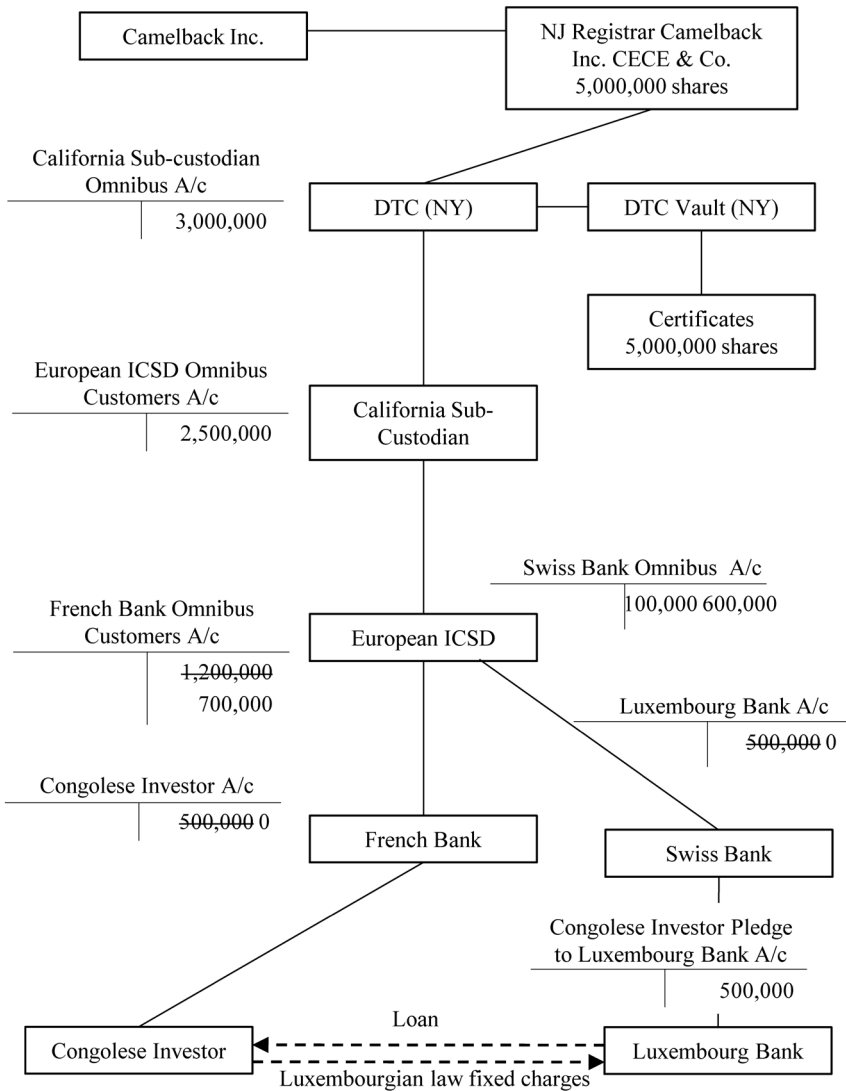 Camelback Inc.
NJ Registrar Camelback
Inc. CECE & Co.
5,000,000 shares
California Sub-custodian
Omnibus A/c
3,000,000
DTC (NY)
DTC Vault (NY)
Certificates
5,000,000 shares
European ICSD Omnibus
Customers A/c
2,500,000
California Sub-
Custodian
Swiss Bank Omnibus A/c
100,000 600,000
French Bank Omnibus
Customers A/c
1,200,000
700,000
European ICSD
Luxembourg Bank A/c
500,000 0
Congolese Investor A/c
500,000 0
French Bank
Swiss Bank
Congolese Investor Pledge
to Luxembourg Bank A/c
500,000
Loan
Congolese Investor
Luxembourg Bank
Luxembourgian law fixed charges